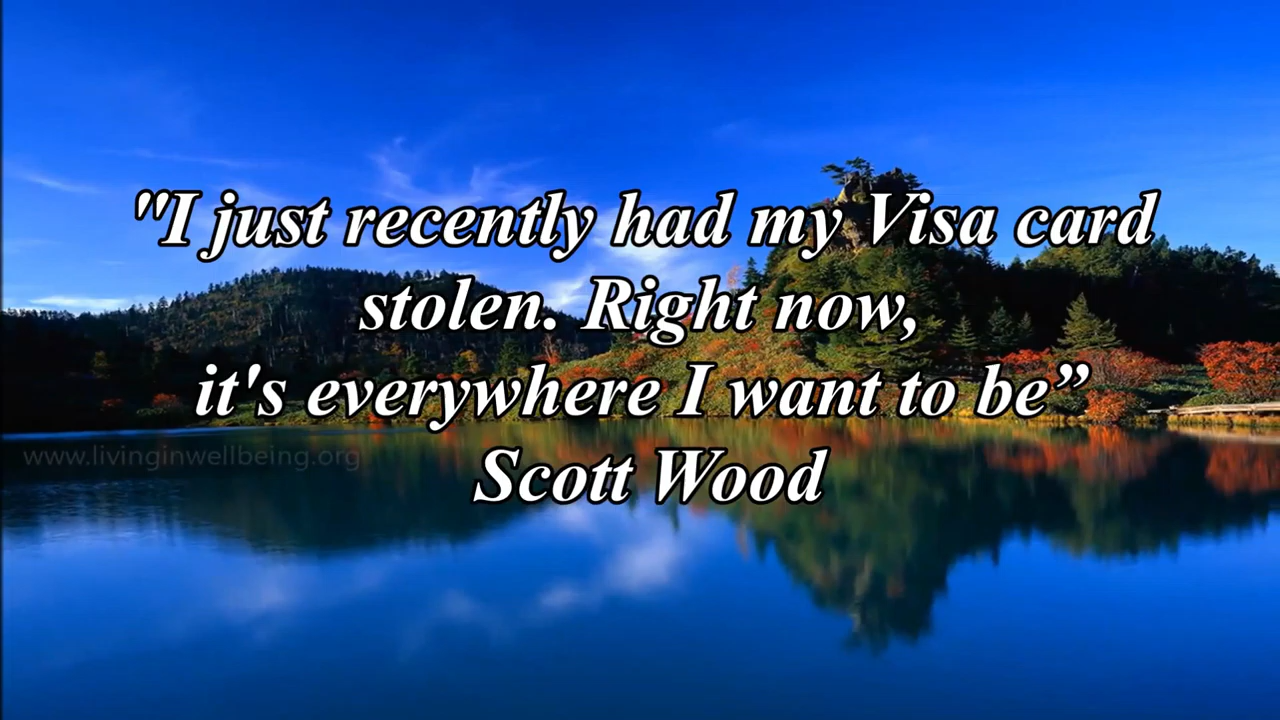 "I just recently had my Visa card
stolen. Right now,
it's everywhere I want to be”
www.livinginwellbeing.org
Scott Wood